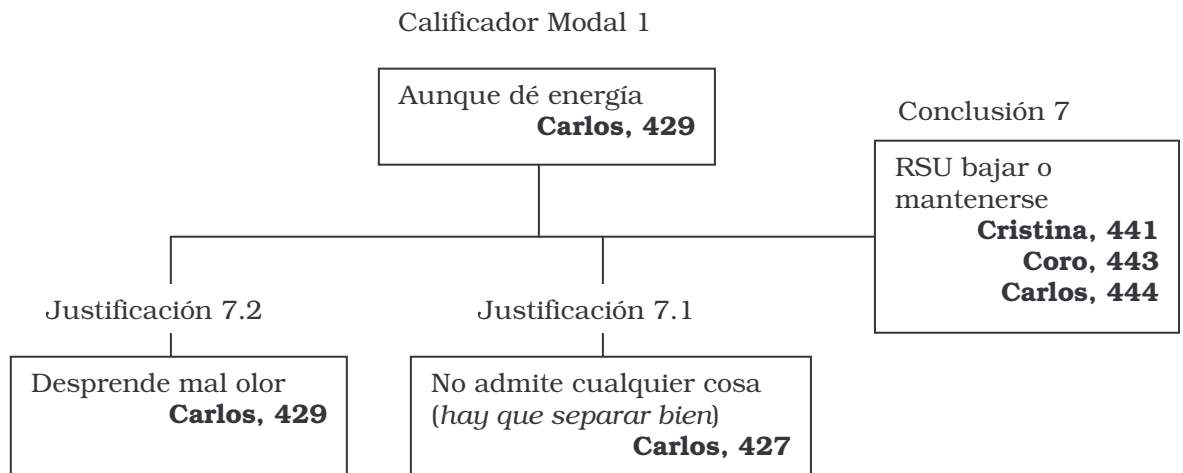 Calificador Modal 1
Aunque dé energía
Carlos, 429
Conclusión 7
RSU bajar o
mantenerse
Cristina, 441
Coro, 443
Carlos, 444
Justificación 7.2
Desprende mal olor
Carlos, 429
Justificación 7.1
No admite cualquier cosa
(hay que separar bien)
Carlos, 427